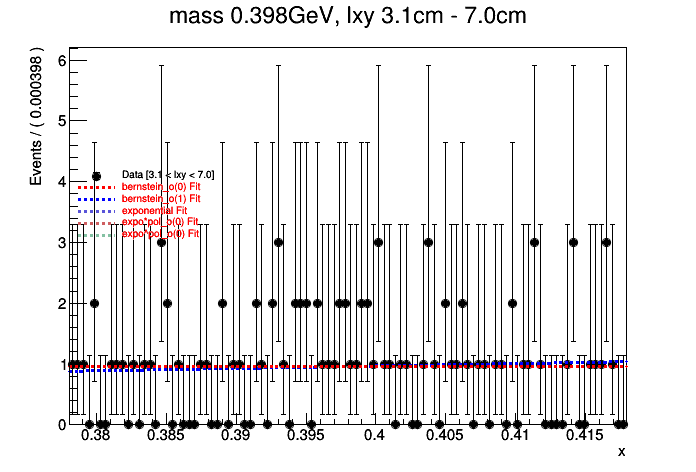 mass 0.398GeV, lxy 3.1cm - 7.0cm
Events / ( 0.000398 )
6
5
4
3
2
1
0
Data [3.1 < lxy < 7.0]
bernstein_o(0) Fit
bernstein_o(1) Fit
exponential Fit
expo*pol_o(0) Fit
expo*pol_o(0) Fit
0.38 0.385 0.39 0.395 0.4 0.405 0.41 0.415
x